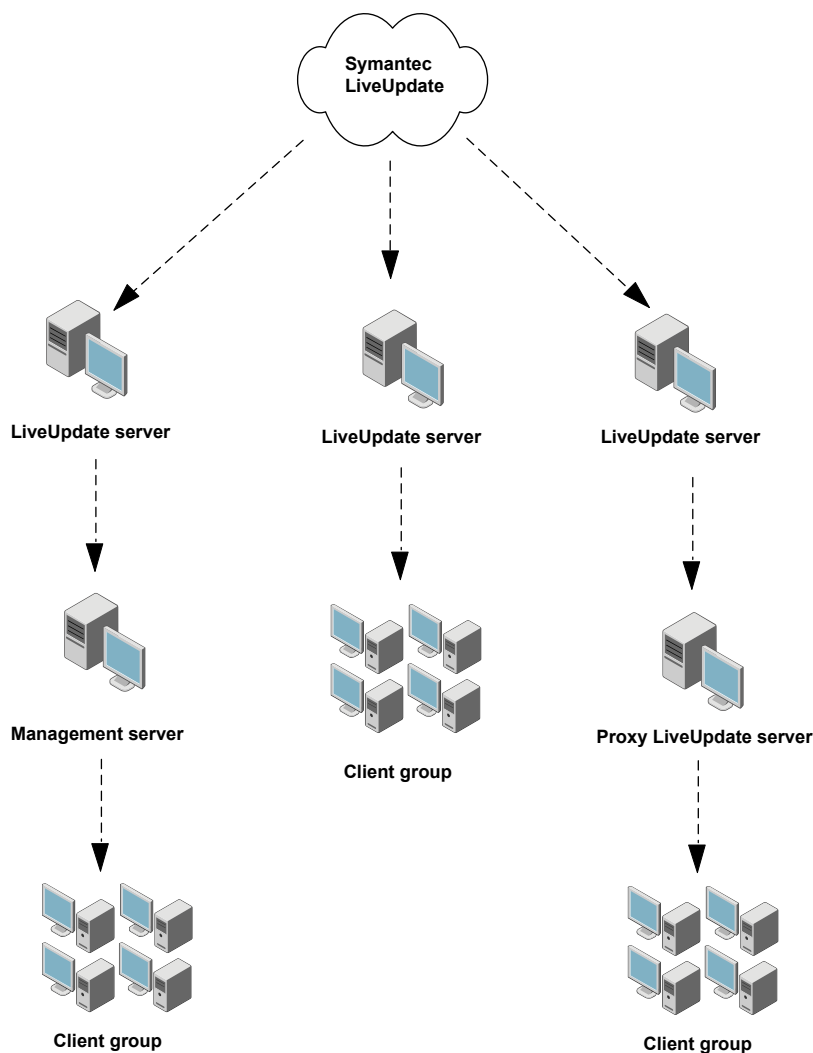 Symantec
LiveUpdate
LiveUpdate server
LiveUpdate server
LiveUpdate server
Management server
Client group
Proxy LiveUpdate server
Client group
Client group